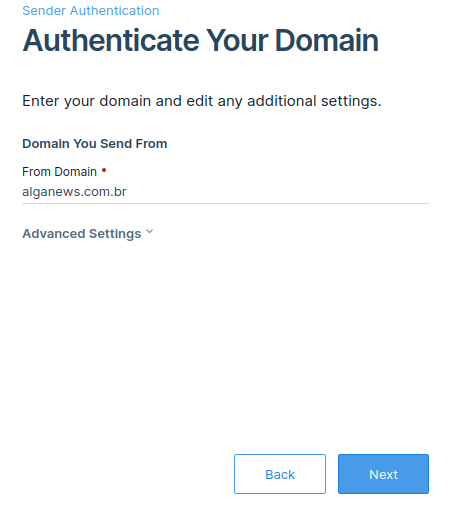 Sender Authentication
Authenticate Your Domain
Enter your domain and edit any additional settings.
Domain You Send From
From Domain •
alganews.com.br
Advanced Settings
Back
Next